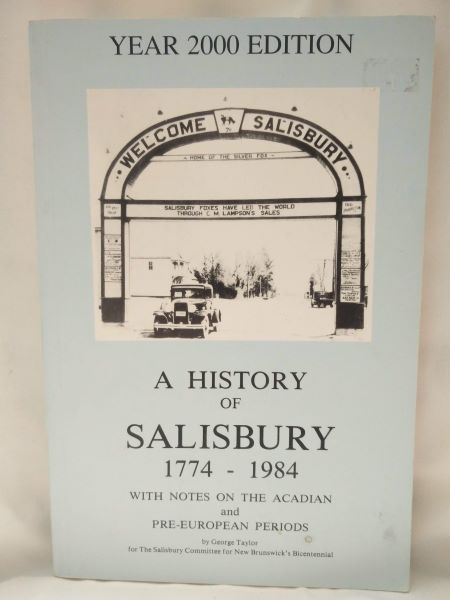 YEAR 2000 EDITION
WELCOME SALISBURY
- HOME OF THE SILVER FOX -
SALISBURY FOXES HAVE LED THE WORLD
THROUGH C.M. LAMPSON'S SALES
A HISTORY
OF
SALISBURY
1774 - 1984
WITH NOTES ON THE ACADIAN
and
PRE-EUROPEAN PERIODS
by George Taylor
for The Salisbury Committee for New Brunswick's Bicentennial